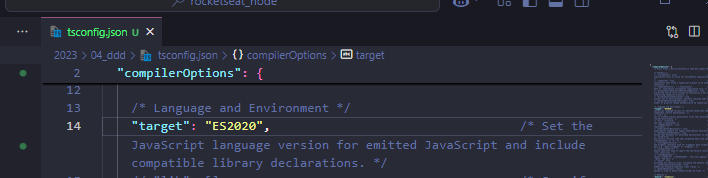 rocketseat_node
tsconfig.json U
2023 > 04_ddd > tsconfig.json > {} compilerOptions > target
2 "compilerOptions": {
12
13 /* Language and Environment */
14 "target": "ES2020", /* Set the
JavaScript language version for emitted JavaScript and include
compatible library declarations. */